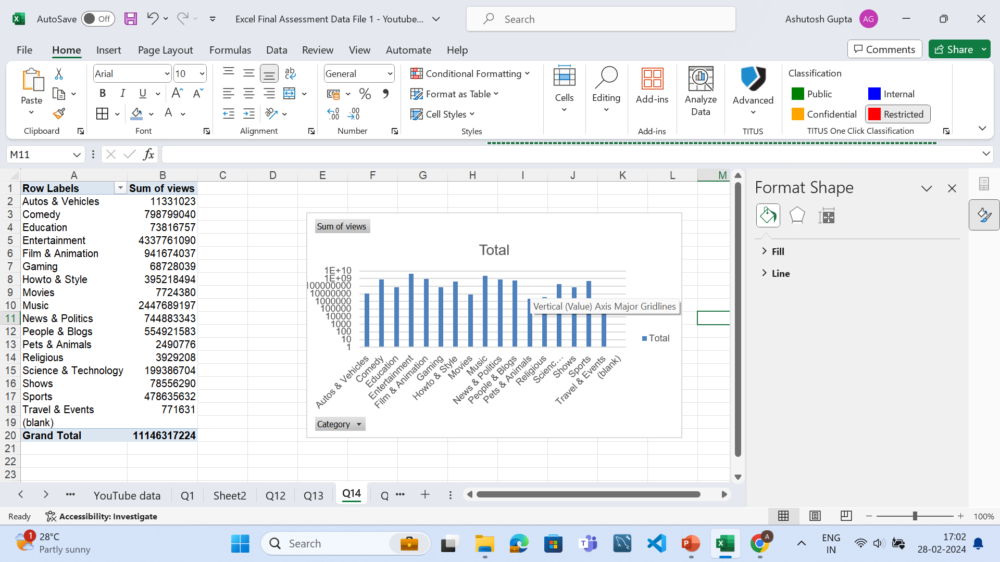 AutoSave Off
Excel Final Assessment Data File 1 - Youtube...
Search
Ashutosh Gupta AG
File Home Insert Page Layout Formulas Data Review View Automate Help
Comments Share
Paste
Clipboard
Arial 10
B I U A A
A
Font
ab
Alignment
General
% 9
Number
Conditional Formatting
Format as Table
Cell Styles
Styles
Cells
Editing
Add-ins
Add-ins
Analyze
Data
Advanced
TITUS
Classification
Public Internal
Confidential Restricted
TITUS One Click Classification
M11 fx
A B C D E F G H I J K L M
1 Row Labels Sum of views
2 Autos & Vehicles 11331023
3 Comedy 798799040
4 Education 73816757
5 Entertainment 4337761090
6 Film & Animation 941674037
7 Gaming 68728039
8 Howto & Style 395218494
9 Movies 7724380
10 Music 2447689197
11 News & Politics 744883343
12 People & Blogs 554921583
13 Pets & Animals 2490776
14 Religious 3929208
15 Science & Technology 199386704
16 Shows 78556290
17 Sports 478635632
18 Travel & Events 771631
19 (blank)
20 Grand Total 11146317224
21
22
23
Sum of views
Total
1E+10
1E+09
100000000
10000000
1000000
100000
10000
1000
100
10
1
Vertical (Value) Axis Major Gridlines
Total
Autos & Vehicles
Comedy
Education
Entertainment
Film & Animation
Gaming
Howto & Style
Movies
Music
News & Politics
People & Blogs
Pets & Animals
Religious
Scienc...
Shows
Sports
Travel & Events
(blank)
Category
Format Shape
Fill
Line
YouTube data Q1 Sheet2 Q12 Q13 Q14 Q
Ready Accessibility: Investigate 100%
1 28°C
Partly sunny
Search
ENG
IN
17:02
28-02-2024